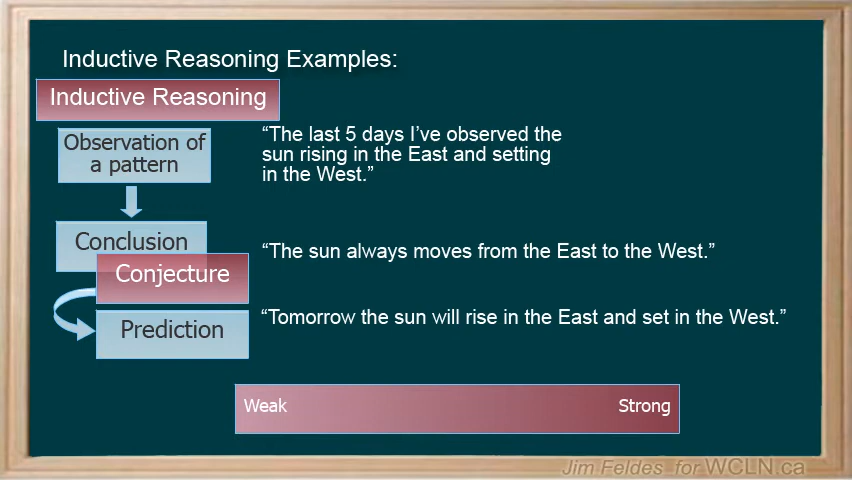 Inductive Reasoning Examples:
Inductive Reasoning
Observation of
a pattern
“The last 5 days I’ve observed the
sun rising in the East and setting
in the West.”
Conclusion
Conjecture
“The sun always moves from the East to the West.”
Prediction
“Tomorrow the sun will rise in the East and set in the West.”
Weak
Strong
Jim Feldes for WCLN.ca